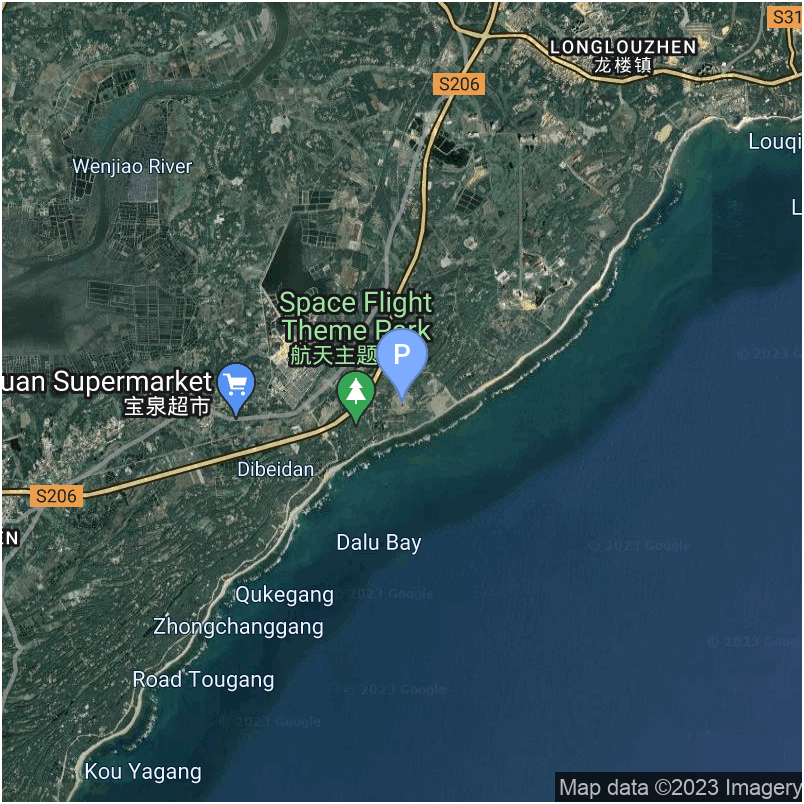 S31
LONGLOUZHEN
龙楼镇
S206
Louqi
Wenjiao River
L
Space Flight
Theme Park
航天主题
P
uan Supermarket
宝泉超市
Dibeidan
S206
EN
Dalu Bay
© 2023 Google
© 2023 Google
Qukegang
© 2023 Google
Zhongchanggang
© 2023 Google
Road Tougang
© 2023 Google
© 2023 Google
Kou Yagang
Map data ©2023 Imagery